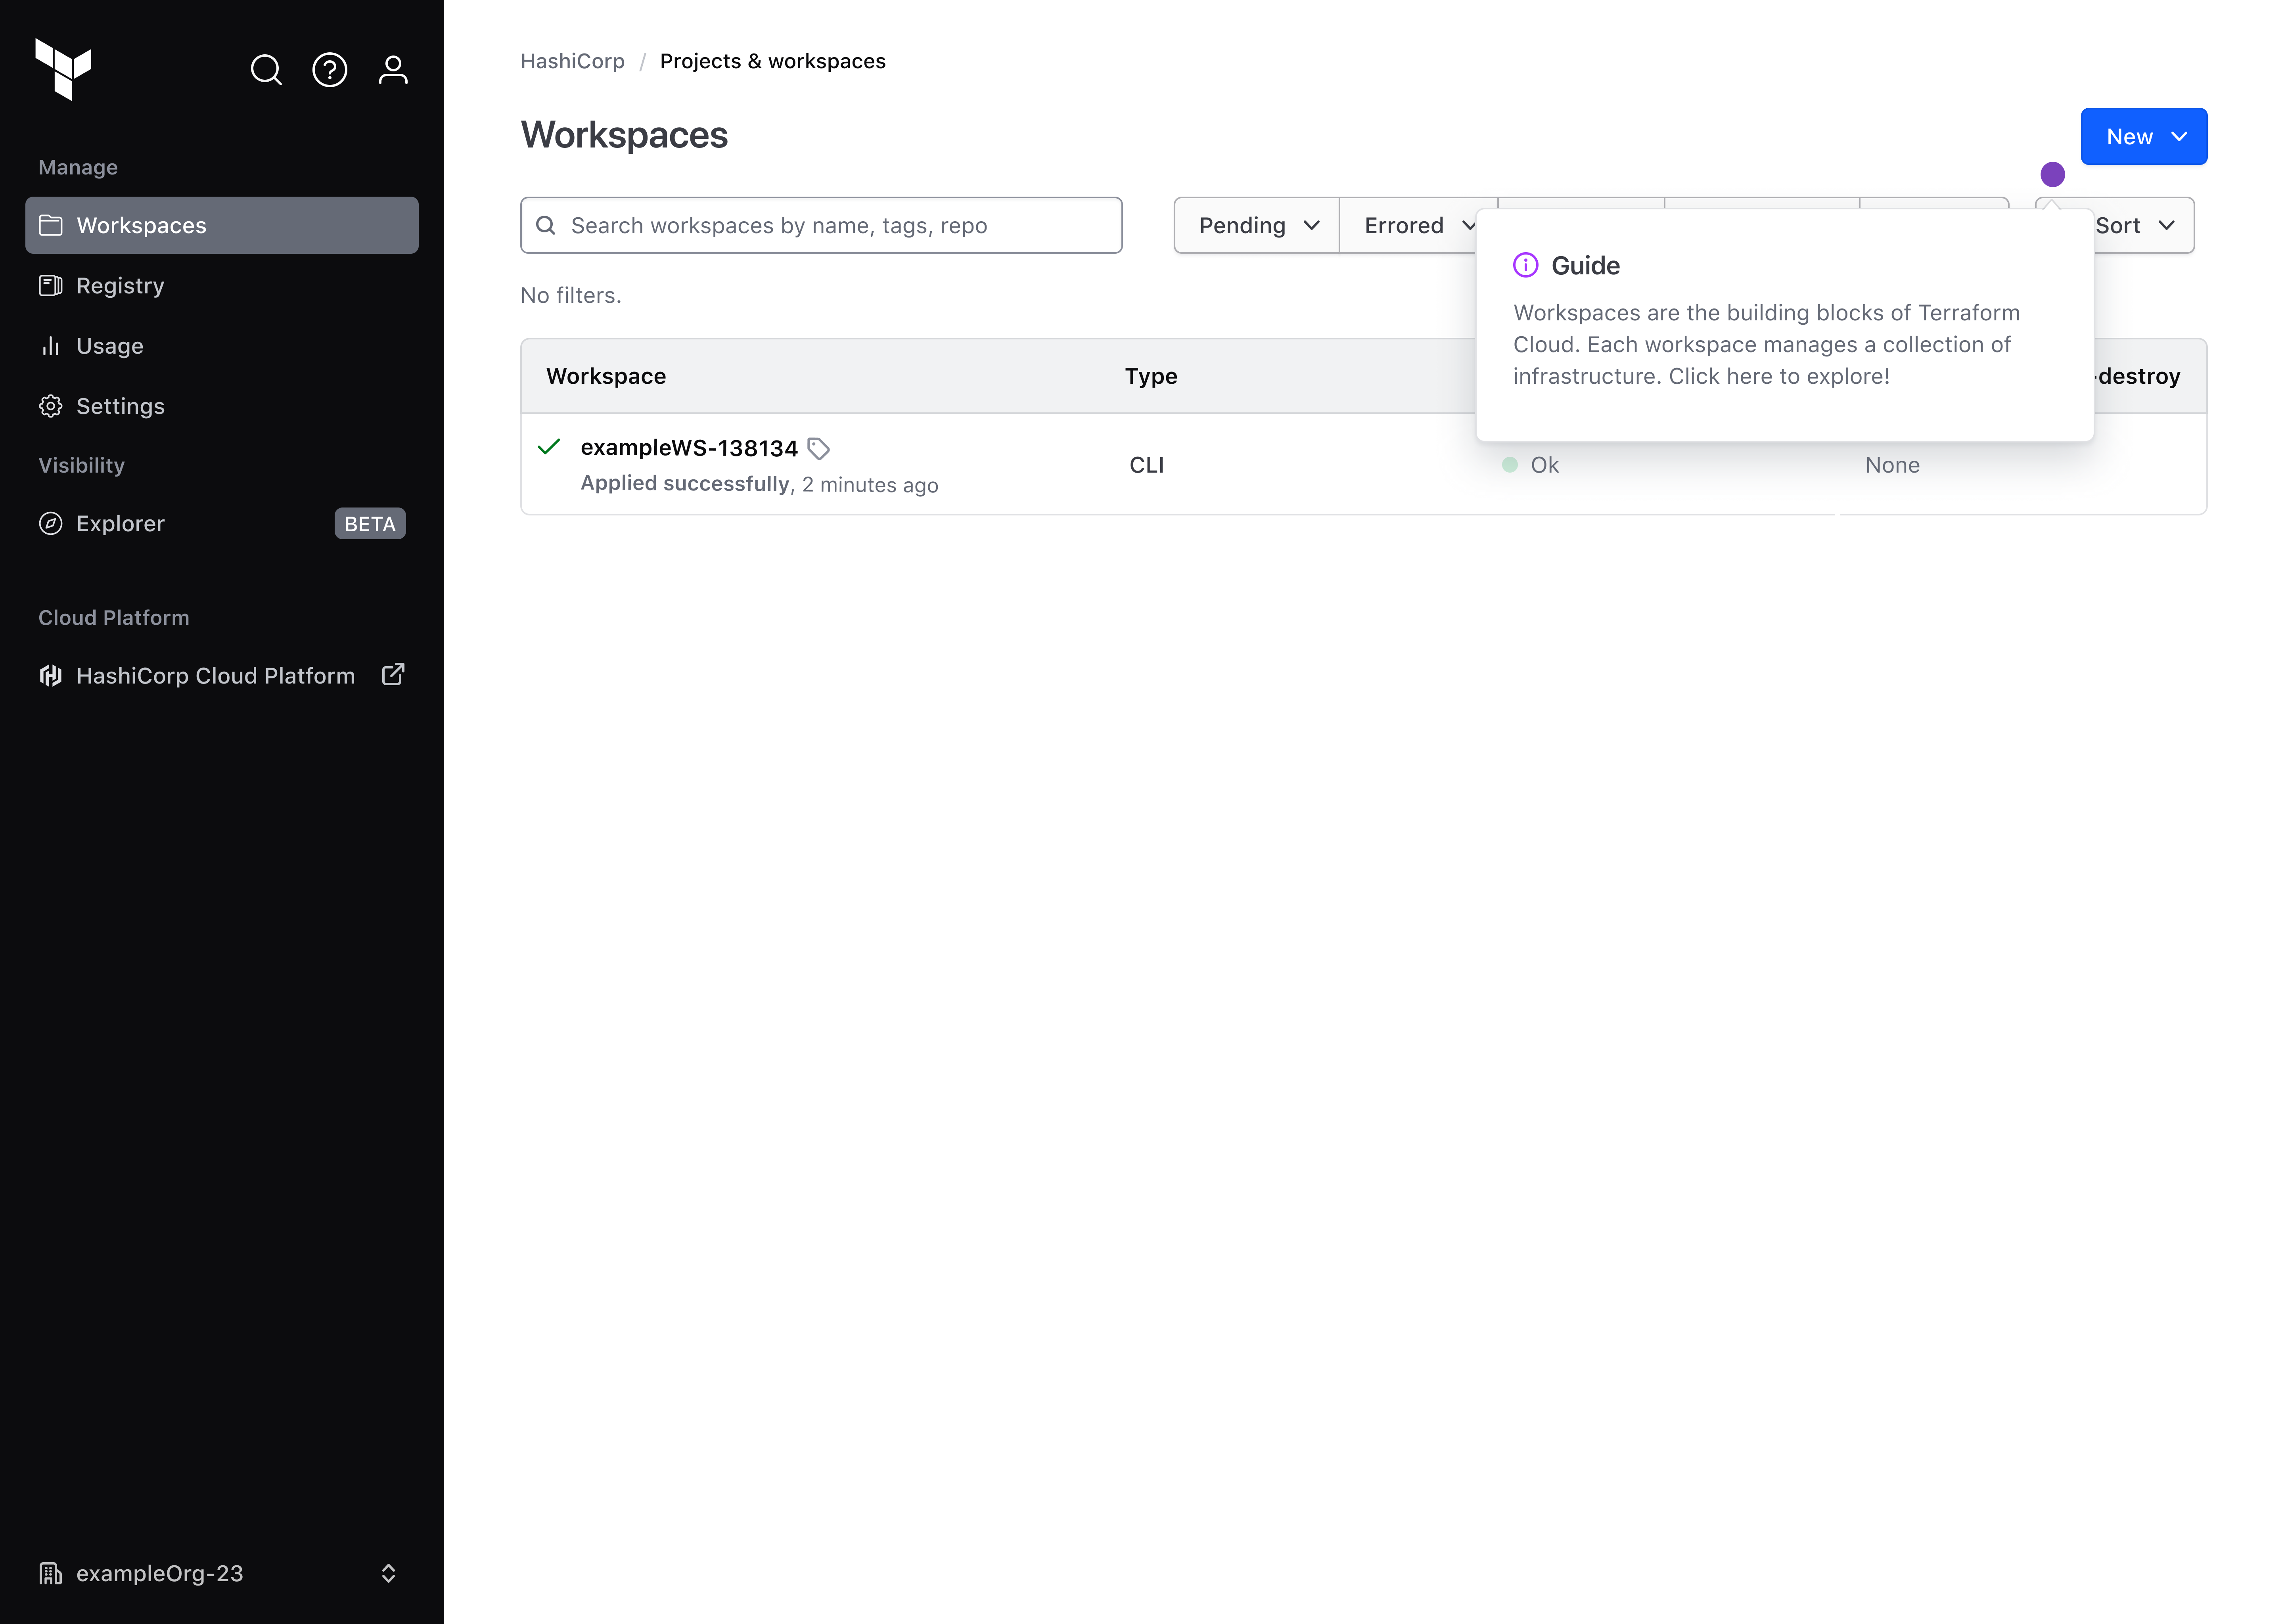 Manage
Workspaces
Registry
Usage
Settings
Visibility
Explorer BETA
Cloud Platform
HashiCorp Cloud Platform
exampleOrg-23
HashiCorp / Projects & workspaces
Workspaces
New
Search workspaces by name, tags, repo
Pending Errored Sort
No filters.
Guide
Workspaces are the building blocks of Terraform
Cloud. Each workspace manages a collection of
infrastructure. Click here to explore!
Workspace Type -destroy
exampleWS-138134
Applied successfully, 2 minutes ago
CLI Ok None